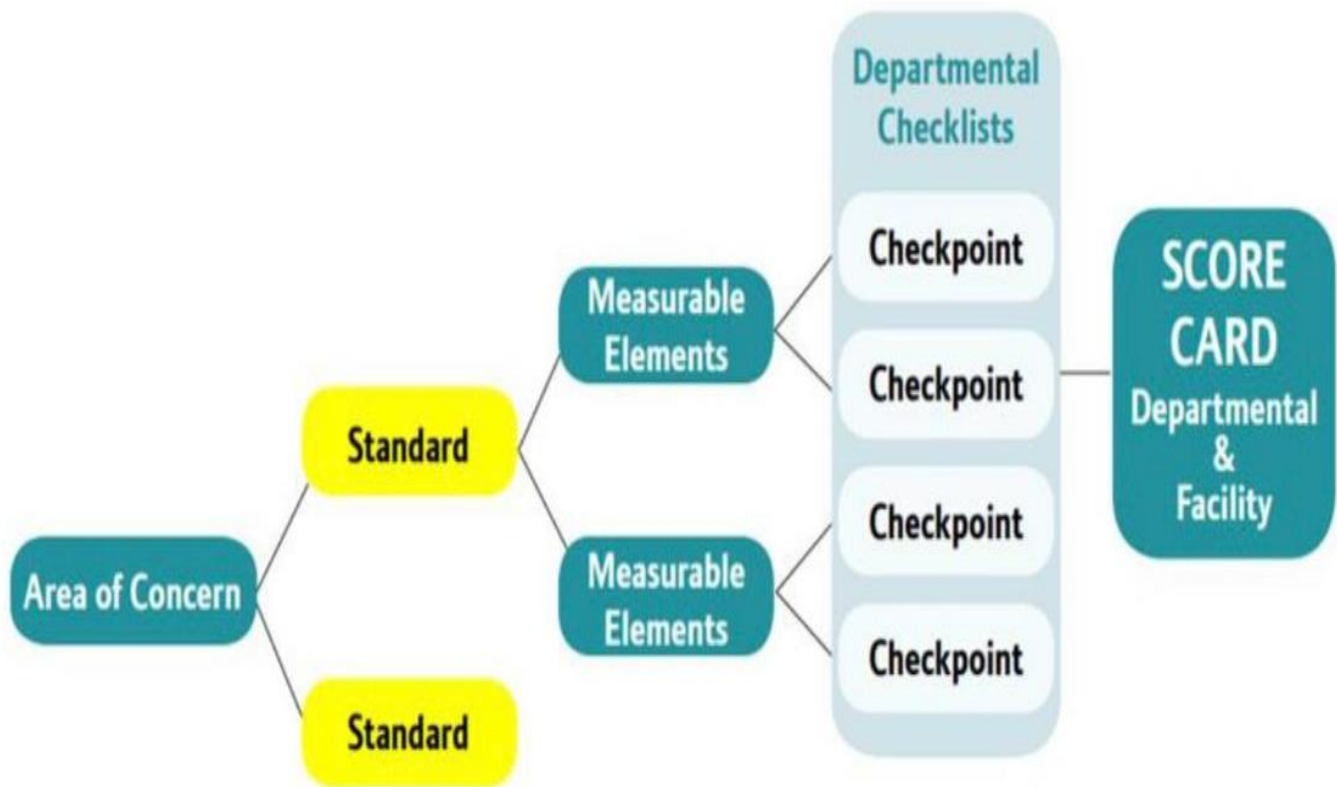 Area of Concern
Standard
Standard
Measurable
Elements
Measurable
Elements
Departmental
Checklists
Checkpoint
Checkpoint
Checkpoint
Checkpoint
SCORE
CARD
Departmental
&
Facility